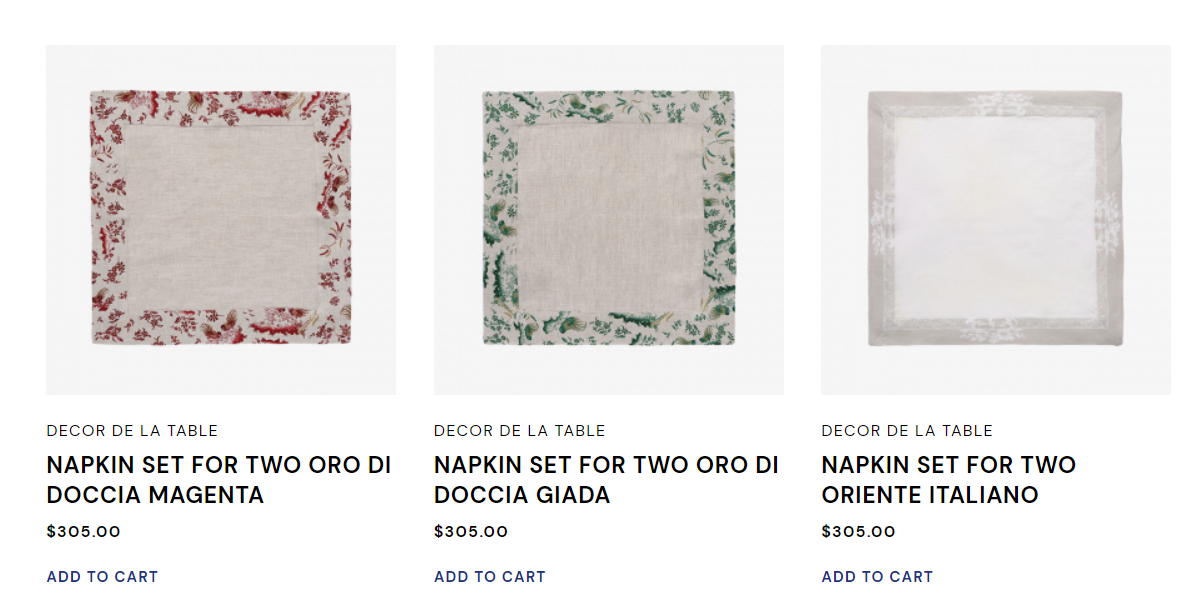 DECOR DE LA TABLE
NAPKIN SET FOR TWO ORO DI
DOCCIA MAGENTA
$305.00
ADD TO CART
DECOR DE LA TABLE
NAPKIN SET FOR TWO ORO DI
DOCCIA GIADA
$305.00
ADD TO CART
DECOR DE LA TABLE
NAPKIN SET FOR TWO
ORIENTE ITALIANO
$305.00
ADD TO CART